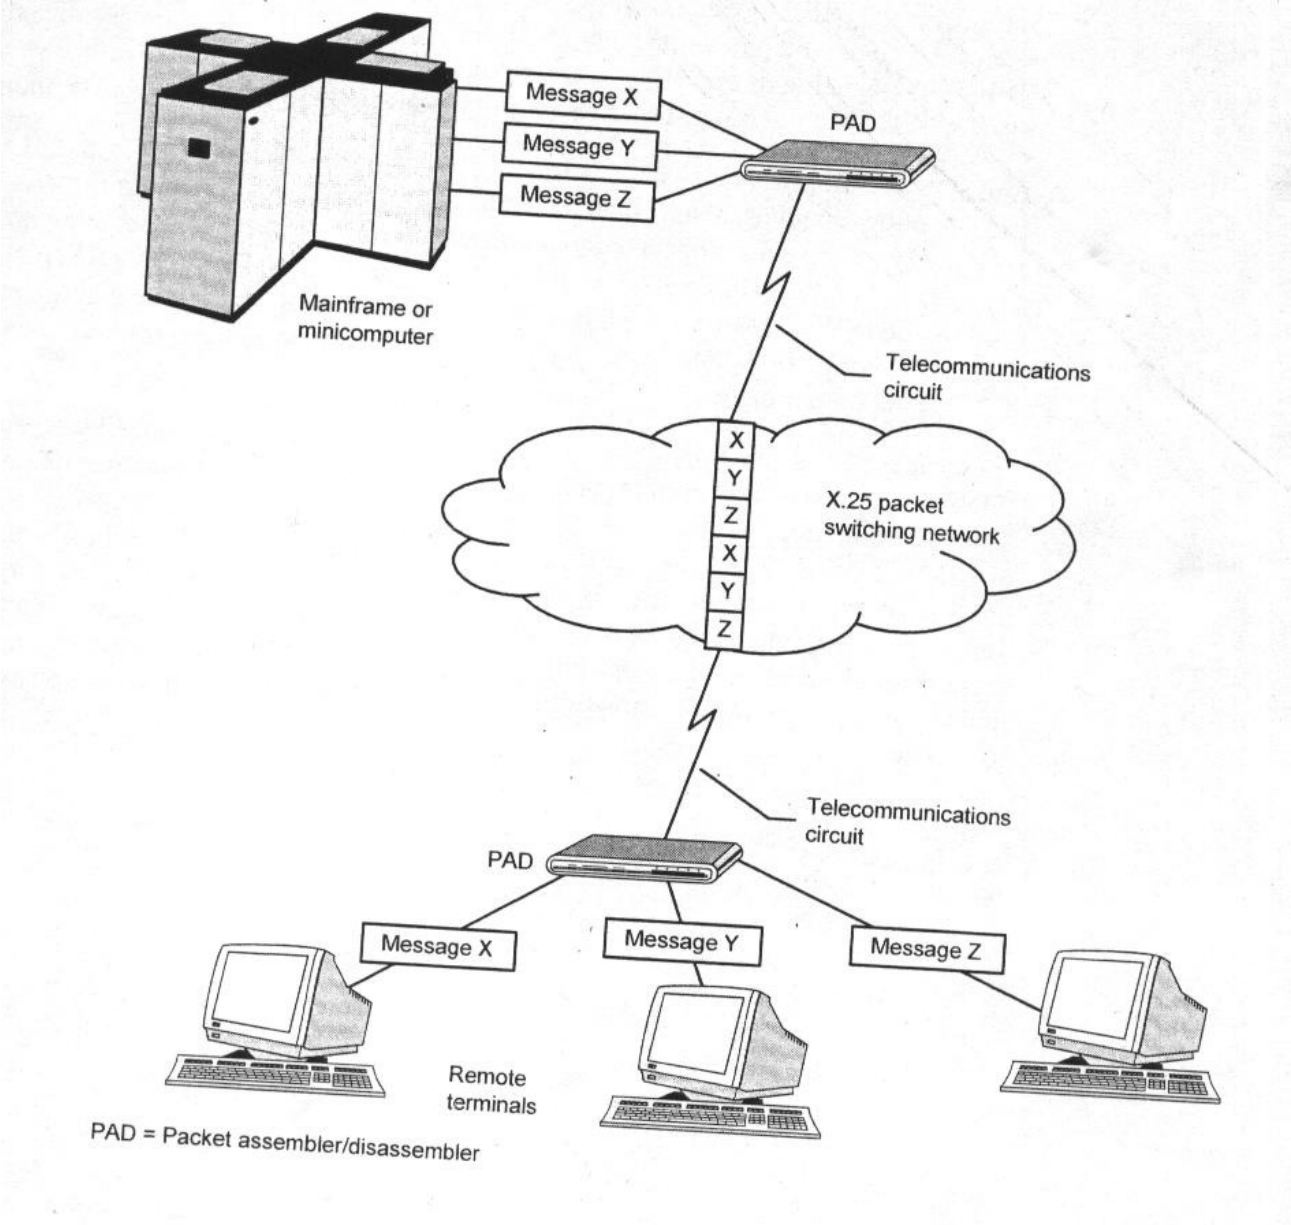 Message X
Message Y
Message Z
PAD
Mainframe or
minicomputer
Telecommunications
circuit
X
Y
Z
X
Y
Z
X.25 packet
switching network
Telecommunications
circuit
PAD
Message X
Message Y
Message Z
Remote
terminals
PAD = Packet assembler/disassembler